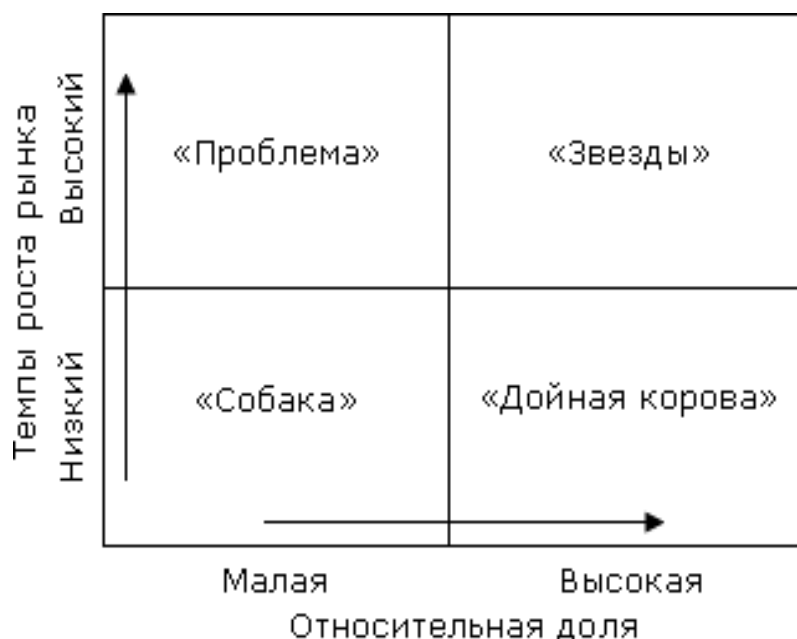 Темпы роста рынка
Высокий
Низкий
«Проблема»
«Звезды»
«Собака»
«Дойная корова»
Малая
Высокая
Относительная доля